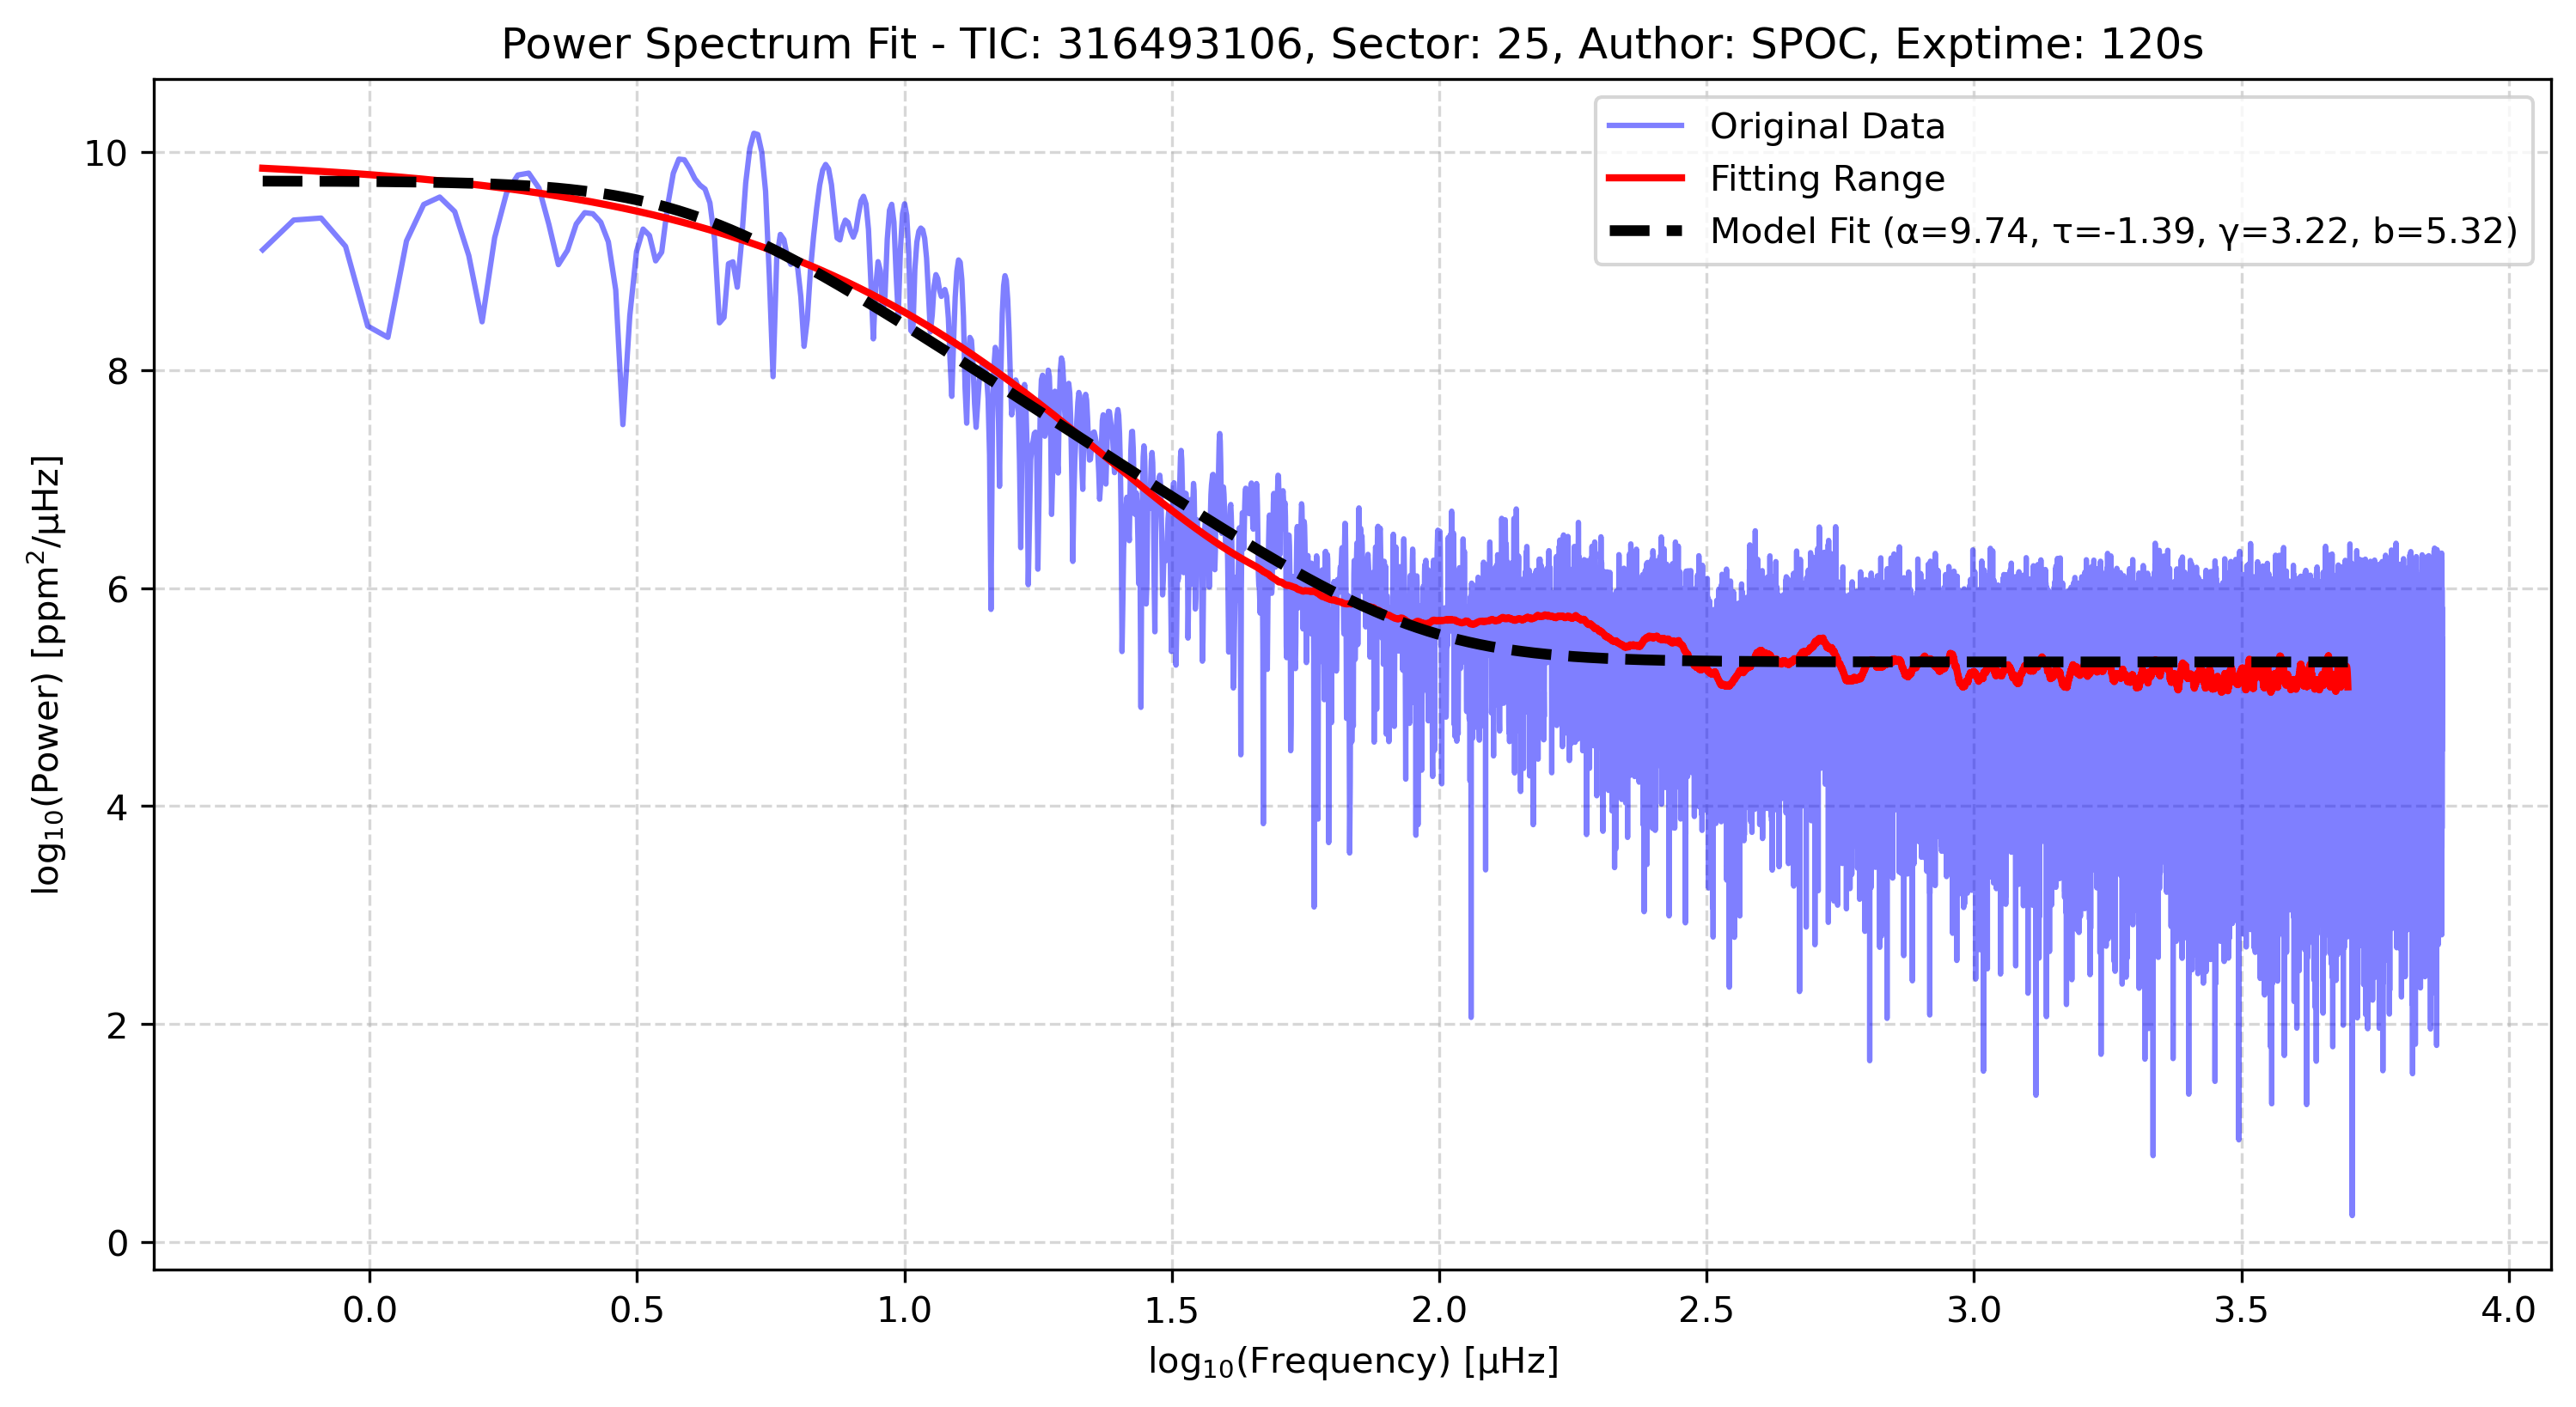 Power Spectrum Fit - TIC: 316493106, Sector: 25, Author: SPOC, Exptime: 120s
Original Data
Fitting Range
Model Fit (α=9.74, τ=-1.39, γ=3.22, b=5.32)
log₁₀(Power) [ppm²/μHz]
10
8
6
4
2
0
0.0 0.5 1.0 1.5 2.0 2.5 3.0 3.5 4.0
log₁₀(Frequency) [μHz]